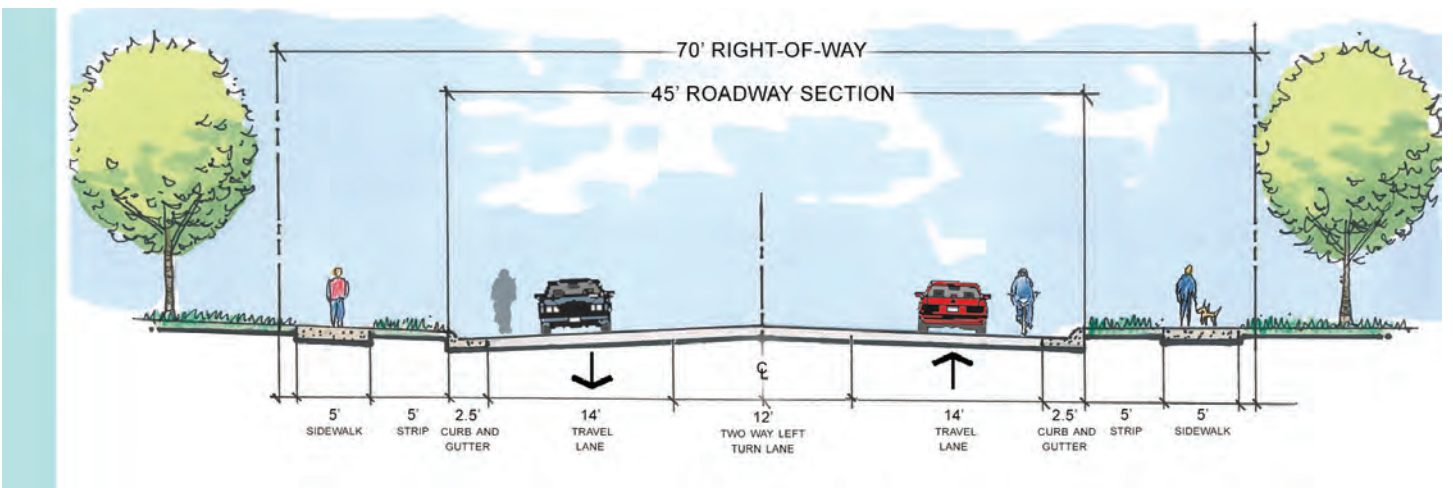 70' RIGHT-OF-WAY
45' ROADWAY SECTION
℄
5' 5' 2.5' 14' 12' 14' 2.5' 5' 5'
SIDEWALK STRIP CURB AND TRAVEL TWO WAY LEFT TRAVEL CURB AND STRIP SIDEWALK
GUTTER LANE TURN LANE LANE GUTTER